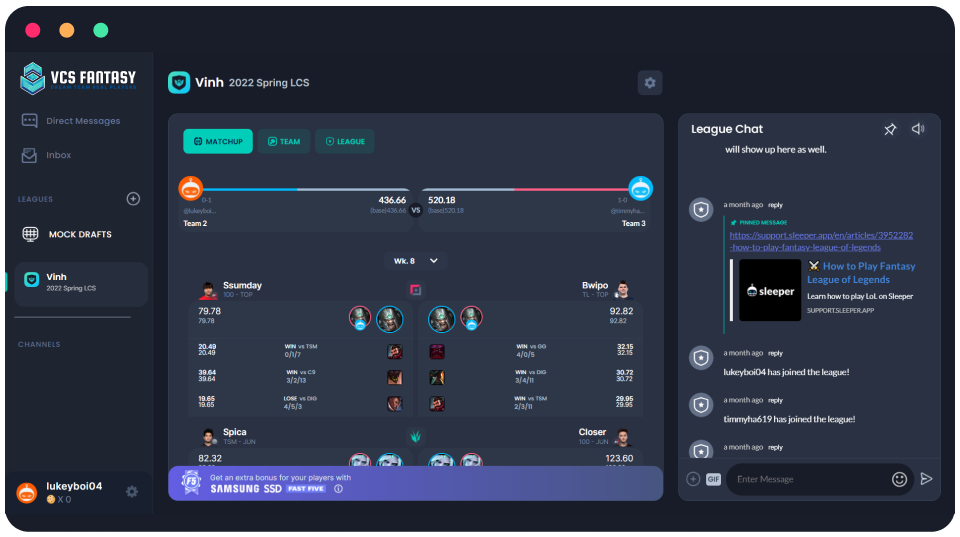 VCS FANTASY
DREAM TEAM REAL PLAYERS
Direct Messages
Inbox
LEAGUES
MOCK DRAFTS
Vinh
2022 Spring LCS
CHANNELS
lukeyboi04
X 0
Vinh 2022 Spring LCS
MATCHUP TEAM LEAGUE
0-1 436.66 VS 520.18 1-0
@lukeyboi... (base)436.66 (base)520.18 @timmyha...
Team 2 Team 3
Wk. 8
Ssumday Bwipo
100 - TOP TL - TOP
79.78 92.82
79.78 92.82
20.49 WIN vs TSM WIN vs GG 32.15
20.49 0/1/7 4/0/5 32.15
39.64 WIN vs C9 WIN vs DIG 30.72
39.64 3/2/13 3/4/11 30.72
19.65 LOSE vs DIG WIN vs TSM 29.95
19.65 4/5/3 2/3/11 29.95
Spica Closer
TSM - JUN 100 - JUN
82.32 123.60
F5
Get an extra bonus for your players with
SAMSUNG SSD FAST FIVE
League Chat
will show up here as well.
a month ago reply
PINNED MESSAGE
https://support.sleeper.app/en/articles/3952282
-how-to-play-fantasy-league-of-legends
sleeper
How to Play Fantasy
League of Legends
Learn how to play LoL on Sleeper
SUPPORT.SLEEPER.APP
a month ago reply
lukeyboi04 has joined the league!
a month ago reply
timmyha619 has joined the league!
a month ago reply
GIF
Enter Message